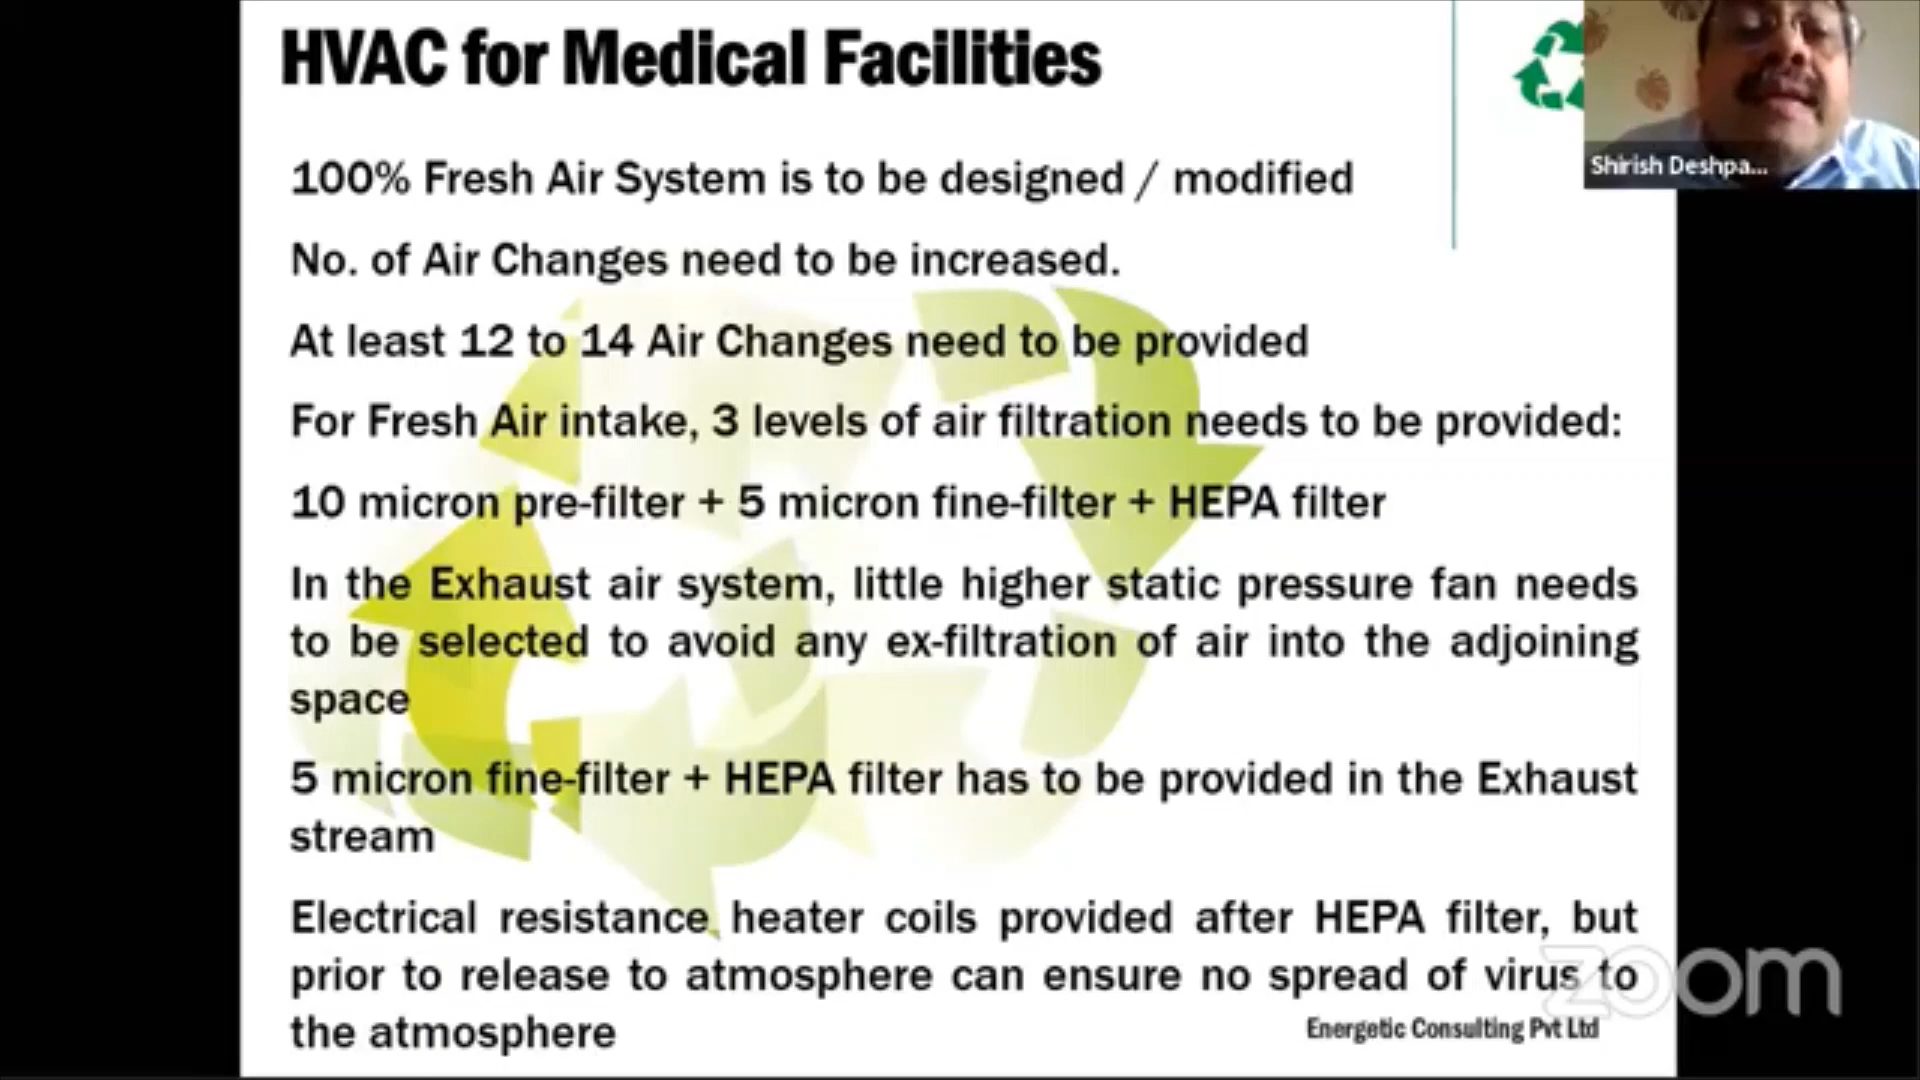 HVAC for Medical Facilities
Shirish Deshpa...
100% Fresh Air System is to be designed / modified
No. of Air Changes need to be increased.
At least 12 to 14 Air Changes need to be provided
For Fresh Air intake, 3 levels of air filtration needs to be provided:
10 micron pre-filter + 5 micron fine-filter + HEPA filter
In the Exhaust air system, little higher static pressure fan needs
to be selected to avoid any ex-filtration of air into the adjoining
space
5 micron fine-filter + HEPA filter has to be provided in the Exhaust
stream
Electrical resistance heater coils provided after HEPA filter, but
prior to release to atmosphere can ensure no spread of virus to
the atmosphere
Energetic Consulting Pvt Ltd
zoom